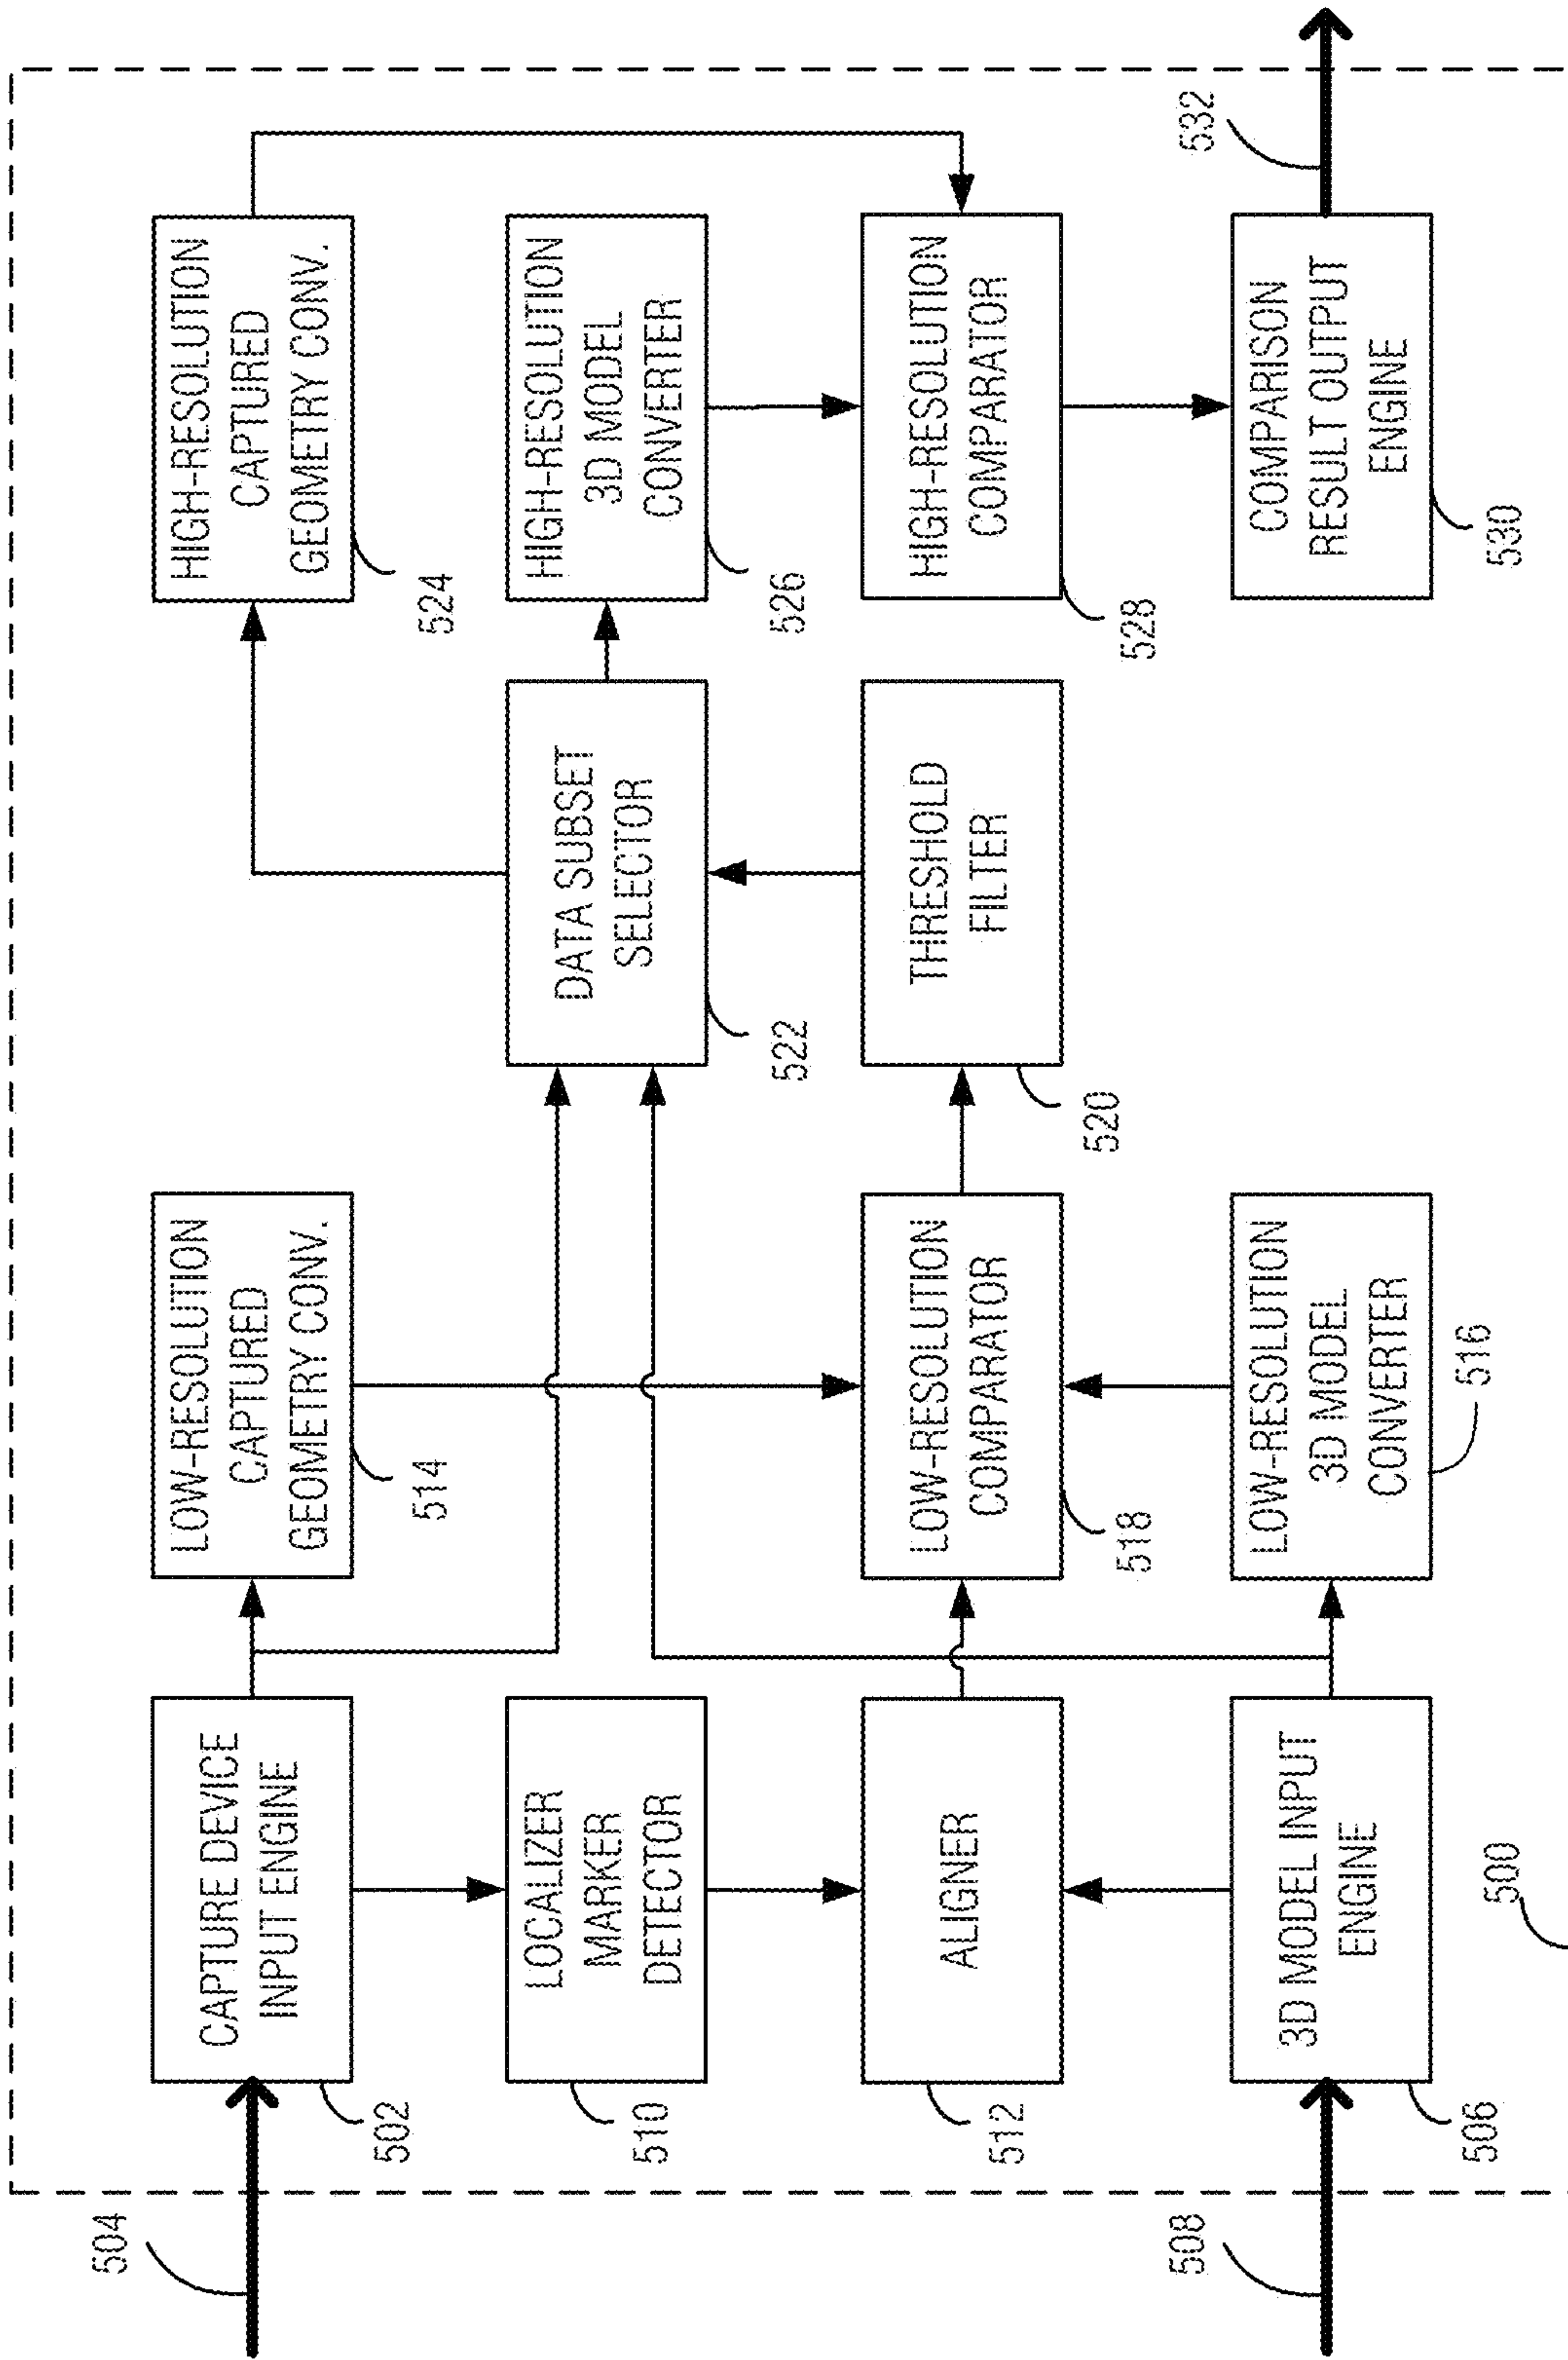 504
CAPTURE DEVICE
INPUT ENGINE
502
LOW-RESOLUTION
CAPTURED
GEOMETRY CONV.
514
HIGH-RESOLUTION
CAPTURED
GEOMETRY CONV.
524
LOCALIZER
MARKER
DETECTOR
510
DATA SUBSET
SELECTOR
522
HIGH-RESOLUTION
3D MODEL
CONVERTER
526
ALIGNER
512
LOW-RESOLUTION
COMPARATOR
518
THRESHOLD
FILTER
520
HIGH-RESOLUTION
COMPARATOR
528
508
3D MODEL INPUT
ENGINE
506
LOW-RESOLUTION
3D MODEL
CONVERTER
516
COMPARISON
RESULT OUTPUT
ENGINE
530
532
500